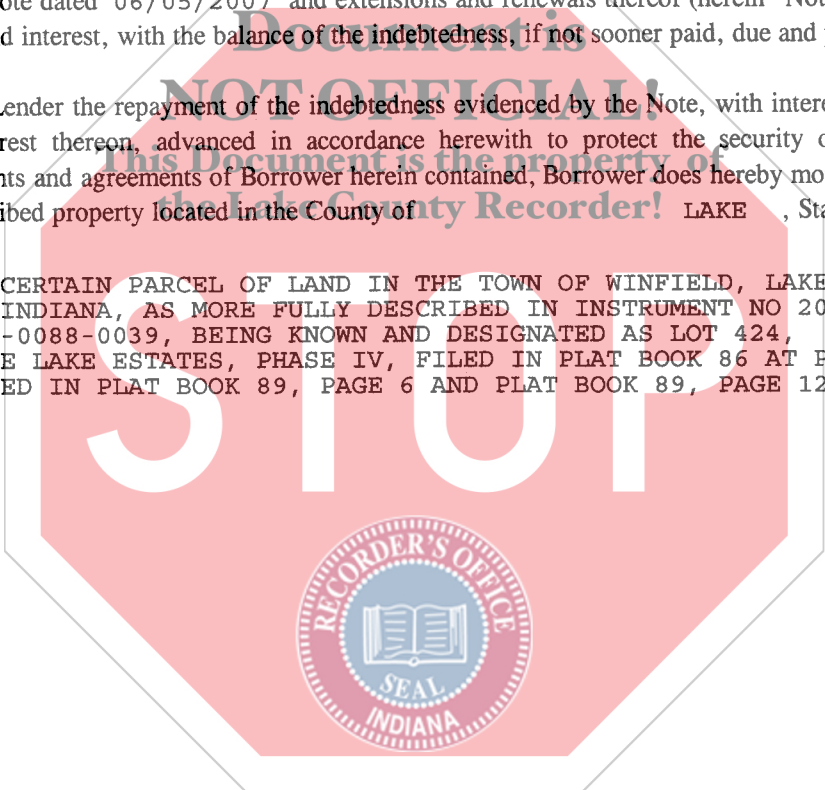 ote dated 06/05/2007 and extensions and renewals thereof (herein "Not
d interest, with the balance of the indebtedness, if not sooner paid, due and
Document is
NOT OFFICIAL!
ender the repayment of the indebtedness evidenced by the Note, with intere
rest thereon, advanced in accordance herewith to protect the security o
This Document is the property of
nts and agreements of Borrower herein contained, Borrower does hereby mo
the Lake County Recorder!
ibed property located in the County of LAKE , Sta
CERTAIN PARCEL OF LAND IN THE TOWN OF WINFIELD, LAKE
INDIANA, AS MORE FULLY DESCRIBED IN INSTRUMENT NO 20
-0088-0039, BEING KNOWN AND DESIGNATED AS LOT 424,
E LAKE ESTATES, PHASE IV, FILED IN PLAT BOOK 86 AT P
ED IN PLAT BOOK 89, PAGE 6 AND PLAT BOOK 89, PAGE 12
STOP
RECORDER'S OFFICE
SEAL
INDIANA